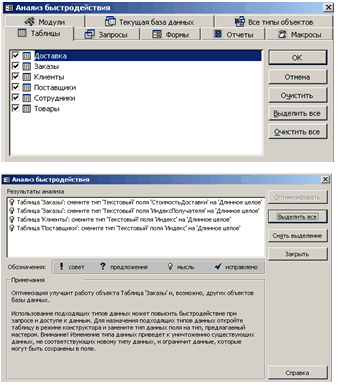 Анализ быстродействия
Модули Текущая база данных Все типы объектов
Таблицы Запросы Формы Отчеты Макросы
Доставка
Заказы
Клиенты
Поставщики
Сотрудники
Товары
OK
Отмена
Очистить
Выделить все
Очистить все
Анализ быстродействия
Результаты анализа
Таблица 'Заказы': смените тип 'Текстовый' поля 'СтоимостьДоставки' на 'Длинное целое'
Таблица 'Заказы': смените тип 'Текстовый' поля 'ИндексПолучателя' на 'Длинное целое'
Таблица 'Клиенты': смените тип 'Текстовый' поля 'Индекс' на 'Длинное целое'
Таблица 'Поставщики': смените тип 'Текстовый' поля 'Индекс' на 'Длинное целое'
Оптимизировать
Выделить все
Снять выделение
Закрыть
Обозначения: ! совет ? предложение мысль исправлено
Примечания
Оптимизация улучшит работу объекта Таблица 'Заказы' и, возможно, других объектов
базы данных.
Использование подходящих типов данных может повысить быстродействие при
запросе и доступе к данным. Для назначения подходящих типов данных откройте
таблицу в режиме конструктора и замените тип данных поля на тип, предлагаемый
мастером. Внимание! Изменение типа данных приведет к уничтожению существующих
данных, не соответствующих новому типу данных, и ограничит данные, которые
могут быть сохранены в поле.
Справка